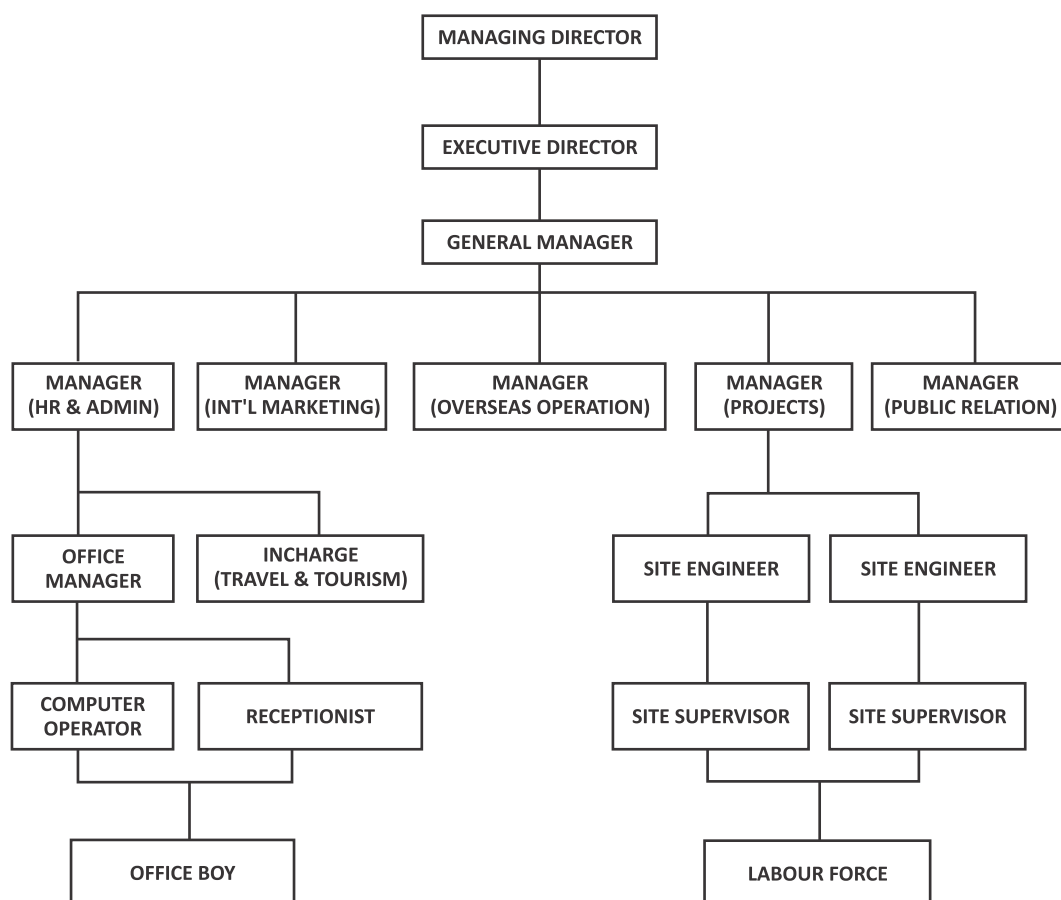 MANAGING DIRECTOR
EXECUTIVE DIRECTOR
GENERAL MANAGER
MANAGER
(HR & ADMIN)
MANAGER
(INT'L MARKETING)
MANAGER
(OVERSEAS OPERATION)
MANAGER
(PROJECTS)
MANAGER
(PUBLIC RELATION)
OFFICE
MANAGER
INCHARGE
(TRAVEL & TOURISM)
SITE ENGINEER
SITE ENGINEER
COMPUTER
OPERATOR
RECEPTIONIST
SITE SUPERVISOR
SITE SUPERVISOR
OFFICE BOY
LABOUR FORCE